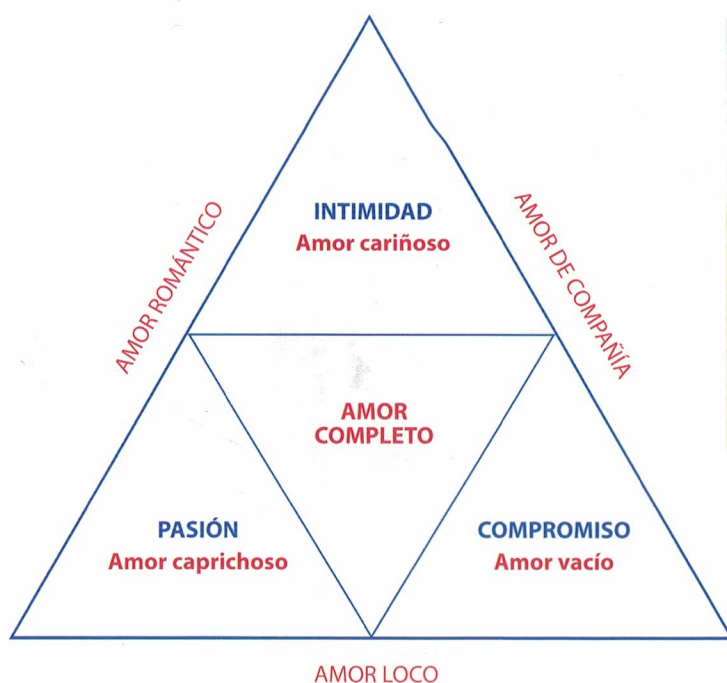 INTIMIDAD
Amor cariñoso
AMOR ROMÁNTICO
AMOR DE COMPAÑÍA
AMOR
COMPLETO
PASIÓN
Amor caprichoso
COMPROMISO
Amor vacío
AMOR LOCO